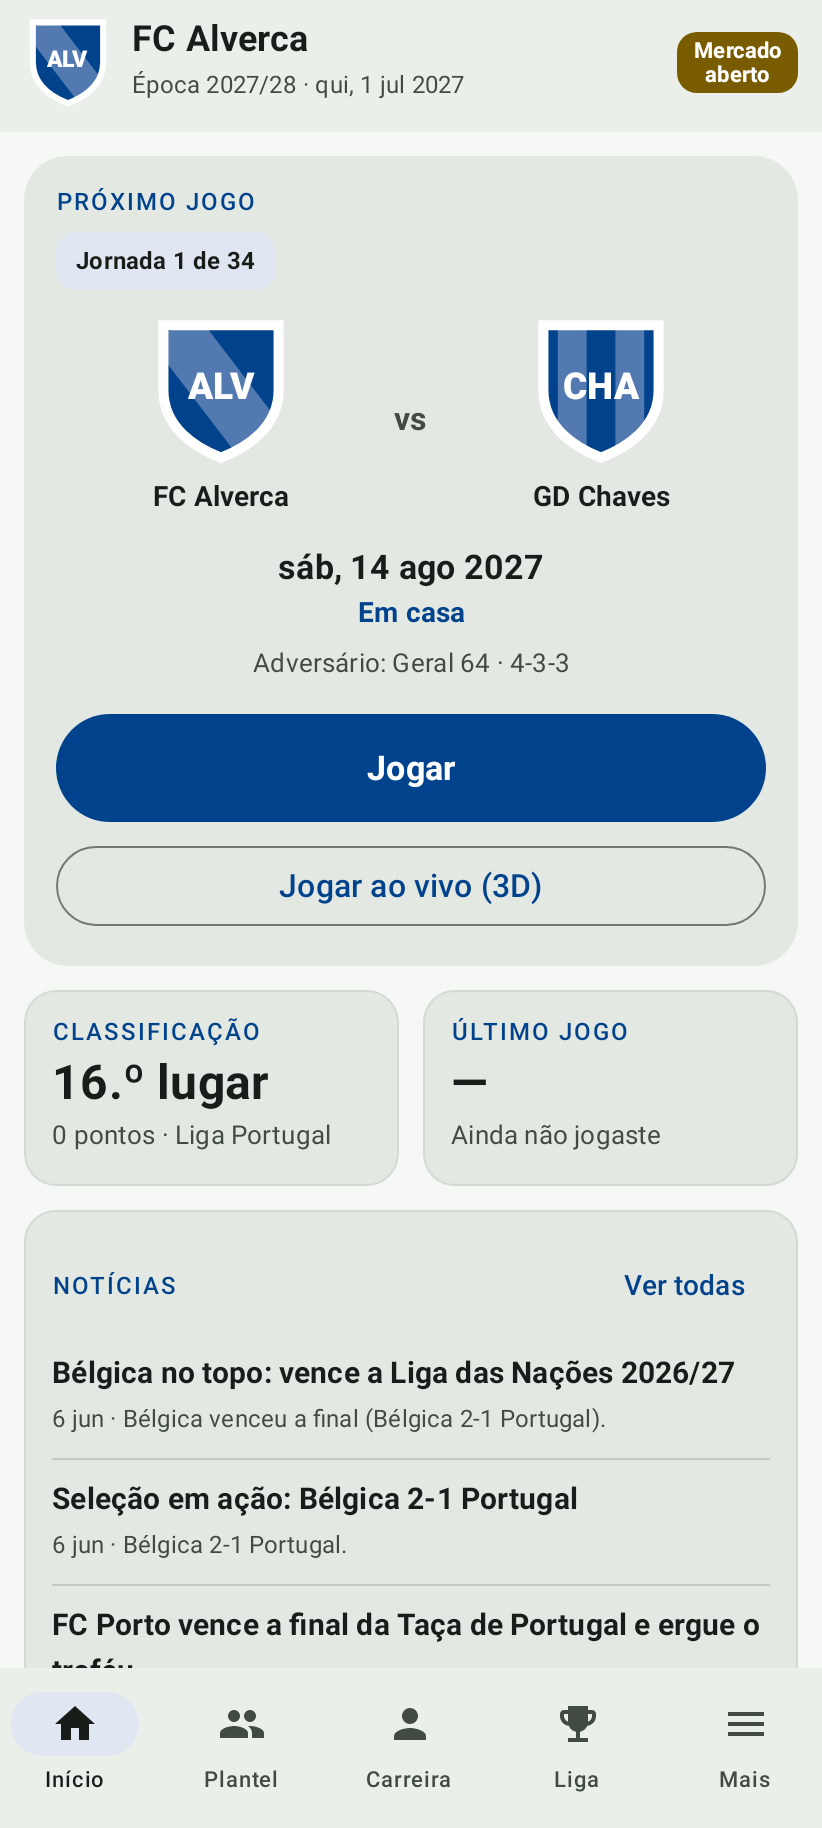 ALV
FC Alverca
Época 2027/28 · qui, 1 jul 2027
Mercado
aberto
PRÓXIMO JOGO
Jornada 1 de 34
ALV
vs
CHA
FC Alverca
GD Chaves
sáb, 14 ago 2027
Em casa
Adversário: Geral 64 · 4-3-3
Jogar
Jogar ao vivo (3D)
CLASSIFICAÇÃO
16.º lugar
0 pontos · Liga Portugal
ÚLTIMO JOGO
—
Ainda não jogaste
NOTÍCIAS
Ver todas
Bélgica no topo: vence a Liga das Nações 2026/27
6 jun · Bélgica venceu a final (Bélgica 2-1 Portugal).
Seleção em ação: Bélgica 2-1 Portugal
6 jun · Bélgica 2-1 Portugal.
FC Porto vence a final da Taça de Portugal e ergue o
Início
Plantel
Carreira
Liga
Mais